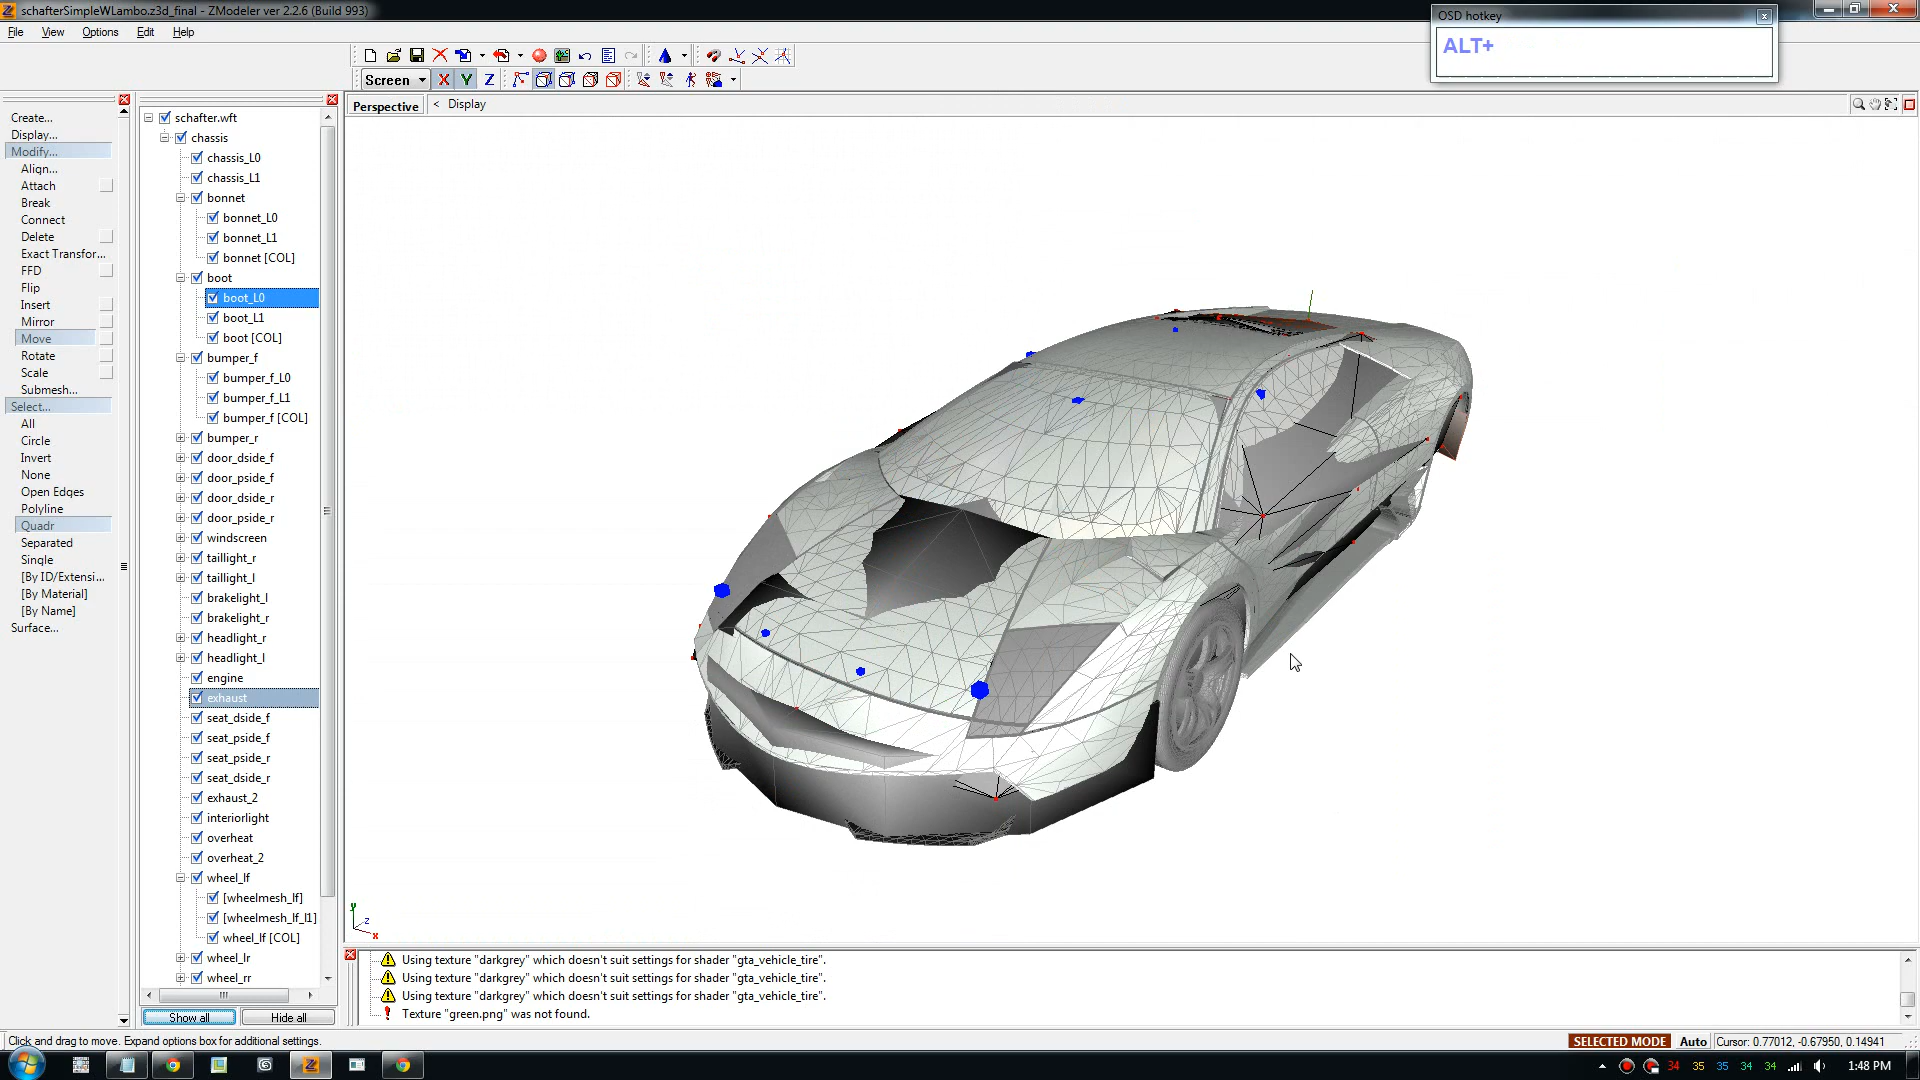 schafterSimpleWLambo.z3d_final - ZModeler ver 2.2.6 (Build 993)
OSD hotkey
ALT+
File View Options Edit Help
Screen X Y Z
Perspective < Display
Create...
Display...
Modify...
Align...
Attach
Break
Connect
Delete
Exact Transfor...
FFD
Flip
Insert
Mirror
Move
Rotate
Scale
Submesh...
Select...
All
Circle
Invert
None
Open Edges
Polyline
Quadr
Separated
Single
[By ID/Extensi...
[By Material]
[By Name]
Surface...
schafter.wft
chassis
chassis_L0
chassis_L1
bonnet
bonnet_L0
bonnet_L1
bonnet [COL]
boot
boot_L0
boot_L1
boot [COL]
bumper_f
bumper_f_L0
bumper_f_L1
bumper_f [COL]
bumper_r
door_dside_f
door_pside_f
door_dside_r
door_pside_r
windscreen
taillight_r
taillight_l
brakelight_l
brakelight_r
headlight_r
headlight_l
engine
exhaust
seat_dside_f
seat_pside_f
seat_pside_r
seat_dside_r
exhaust_2
interiorlight
overheat
overheat_2
wheel_lf
[wheelmesh_lf]
[wheelmesh_lf_l1]
wheel_lf [COL]
wheel_lr
wheel_rr
Show all Hide all
y
z
x
Using texture "darkgrey" which doesn't suit settings for shader "gta_vehicle_tire".
Using texture "darkgrey" which doesn't suit settings for shader "gta_vehicle_tire".
Using texture "darkgrey" which doesn't suit settings for shader "gta_vehicle_tire".
Texture "green.png" was not found.
Click and drag to move. Expand options box for additional settings.
SELECTED MODE Auto Cursor: 0.77012, -0.67950, 0.14941
34 35 35 34 34 1:48 PM